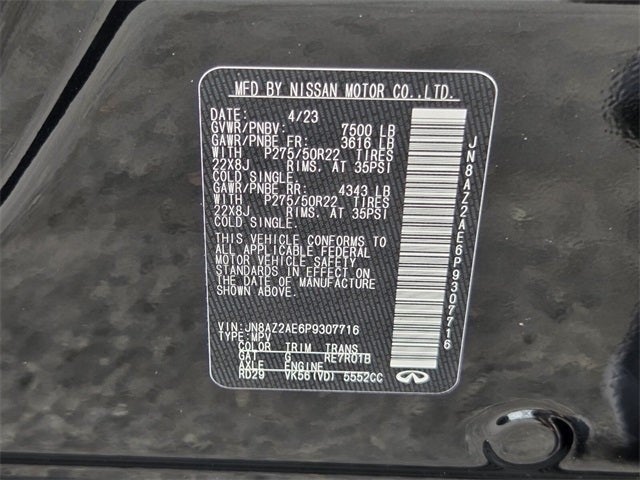 MFD BY NISSAN MOTOR CO.,LTD.
DATE: 4/23
GVWR/PNBV: 7500 LB
GAWR/PNBE FR: 3616 LB
WITH P275/50R22 TIRES
22X8J RIMS. AT 35PSI
COLD SINGLE.
GAWR/PNBE RR: 4343 LB
WITH P275/50R22 TIRES
22X8J RIMS. AT 35PSI
COLD SINGLE.
THIS VEHICLE CONFORMS TO
ALL APPLICABLE FEDERAL
MOTOR VEHICLE SAFETY
STANDARDS IN EFFECT ON
THE DATE OF MANUFACTURE
SHOWN ABOVE.
VIN:JN8AZ2AE6P9307716
TYPE:MPV
COLOR TRIM TRANS
GAT G RE7R01B
AXLE ENGINE
RD29 VK56(VD) 5552CC
JN8AZ2AE6P9307716